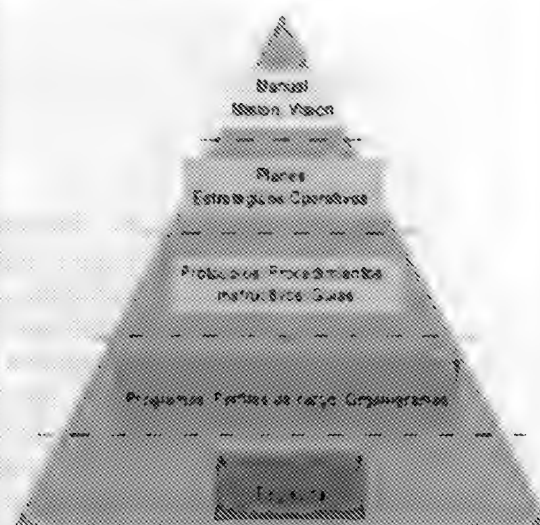 Manual
Misión, Visión
Planes
Estratégicos Operativos
Protocolos Procedimientos
Instructivos Guías
Programas Perfiles de cargo Organigramas